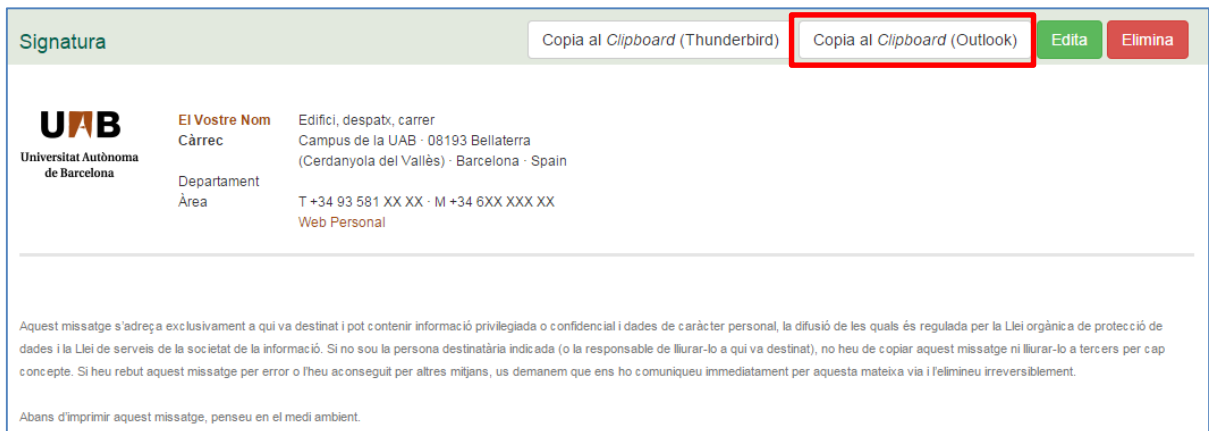 Signatura
Copia al Clipboard (Thunderbird)
Copia al Clipboard (Outlook)
Edita
Elimina
UAB
Universitat Autònoma
de Barcelona
El Vostre Nom
Càrrec
Departament
Àrea
Edifici, despatx, carrer
Campus de la UAB · 08193 Bellaterra
(Cerdanyola del Vallès) · Barcelona · Spain
T +34 93 581 XX XX · M +34 6XX XXX XX
Web Personal
Aquest missatge s'adreça exclusivament a qui va destinat i pot contenir informació privilegiada o confidencial i dades de caràcter personal, la difusió de les quals és regulada per la Llei orgànica de protecció de
dades i la Llei de serveis de la societat de la informació. Si no sou la persona destinatària indicada (o la responsable de lliurar-lo a qui va destinat), no heu de copiar aquest missatge ni lliurar-lo a tercers per cap
concepte. Si heu rebut aquest missatge per error o l'heu aconseguit per altres mitjans, us demanem que ens ho comuniqueu immediatament per aquesta mateixa via i l'elimineu irreversiblement.
Abans d'imprimir aquest missatge, penseu en el medi ambient.